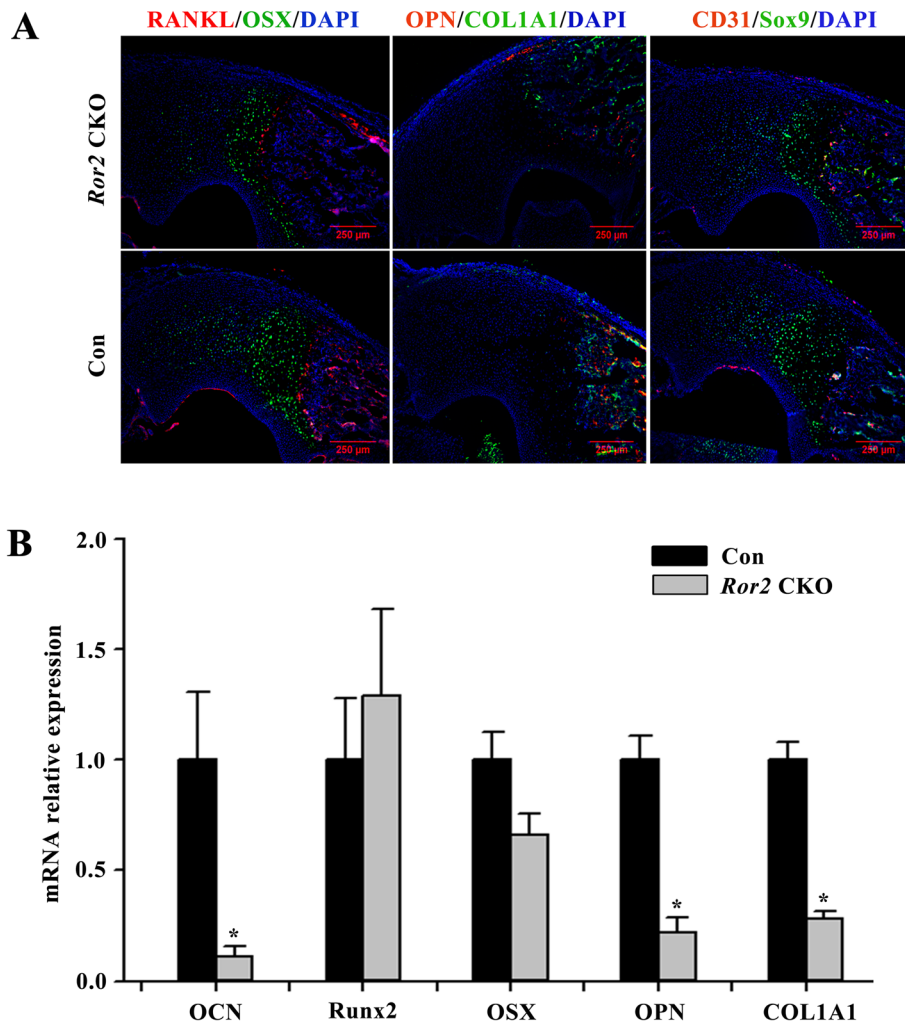 A
RANKL/OSX/DAPI OPN/COL1A1/DAPI CD31/Sox9/DAPI
Ror2 CKO
250 µm 250 µm 250 µm
Con
250 µm 250 µm 250 µm
B
mRNA relative expression
2.0
1.5
1.0
0.5
0.0
Con
Ror2 CKO
* * *
OCN Runx2 OSX OPN COL1A1